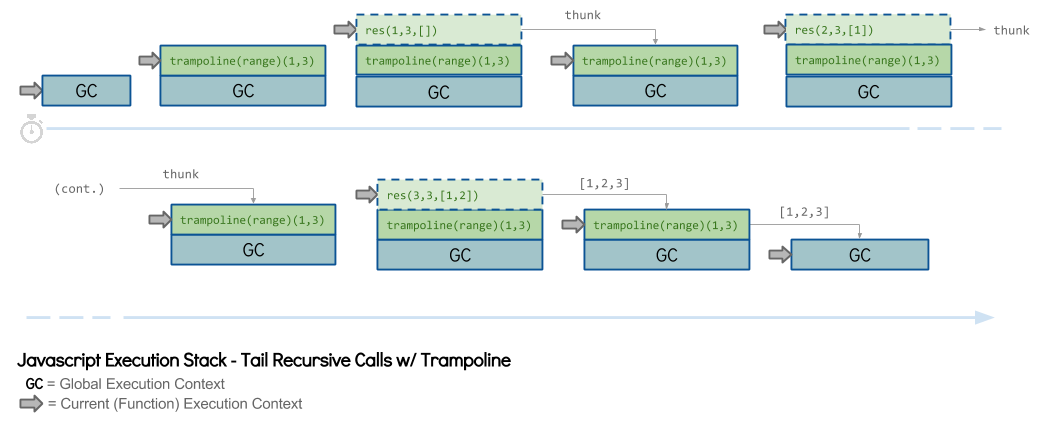 thunk
res(1,3,[])
res(2,3,[1])
thunk
trampoline(range)(1,3)
trampoline(range)(1,3)
trampoline(range)(1,3)
trampoline(range)(1,3)
GC
GC
GC
GC
GC
thunk
(cont.)
res(3,3,[1,2])
[1,2,3]
trampoline(range)(1,3)
trampoline(range)(1,3)
trampoline(range)(1,3)
[1,2,3]
GC
GC
GC
GC
Javascript Execution Stack - Tail Recursive Calls w/ Trampoline
GC = Global Execution Context
= Current (Function) Execution Context